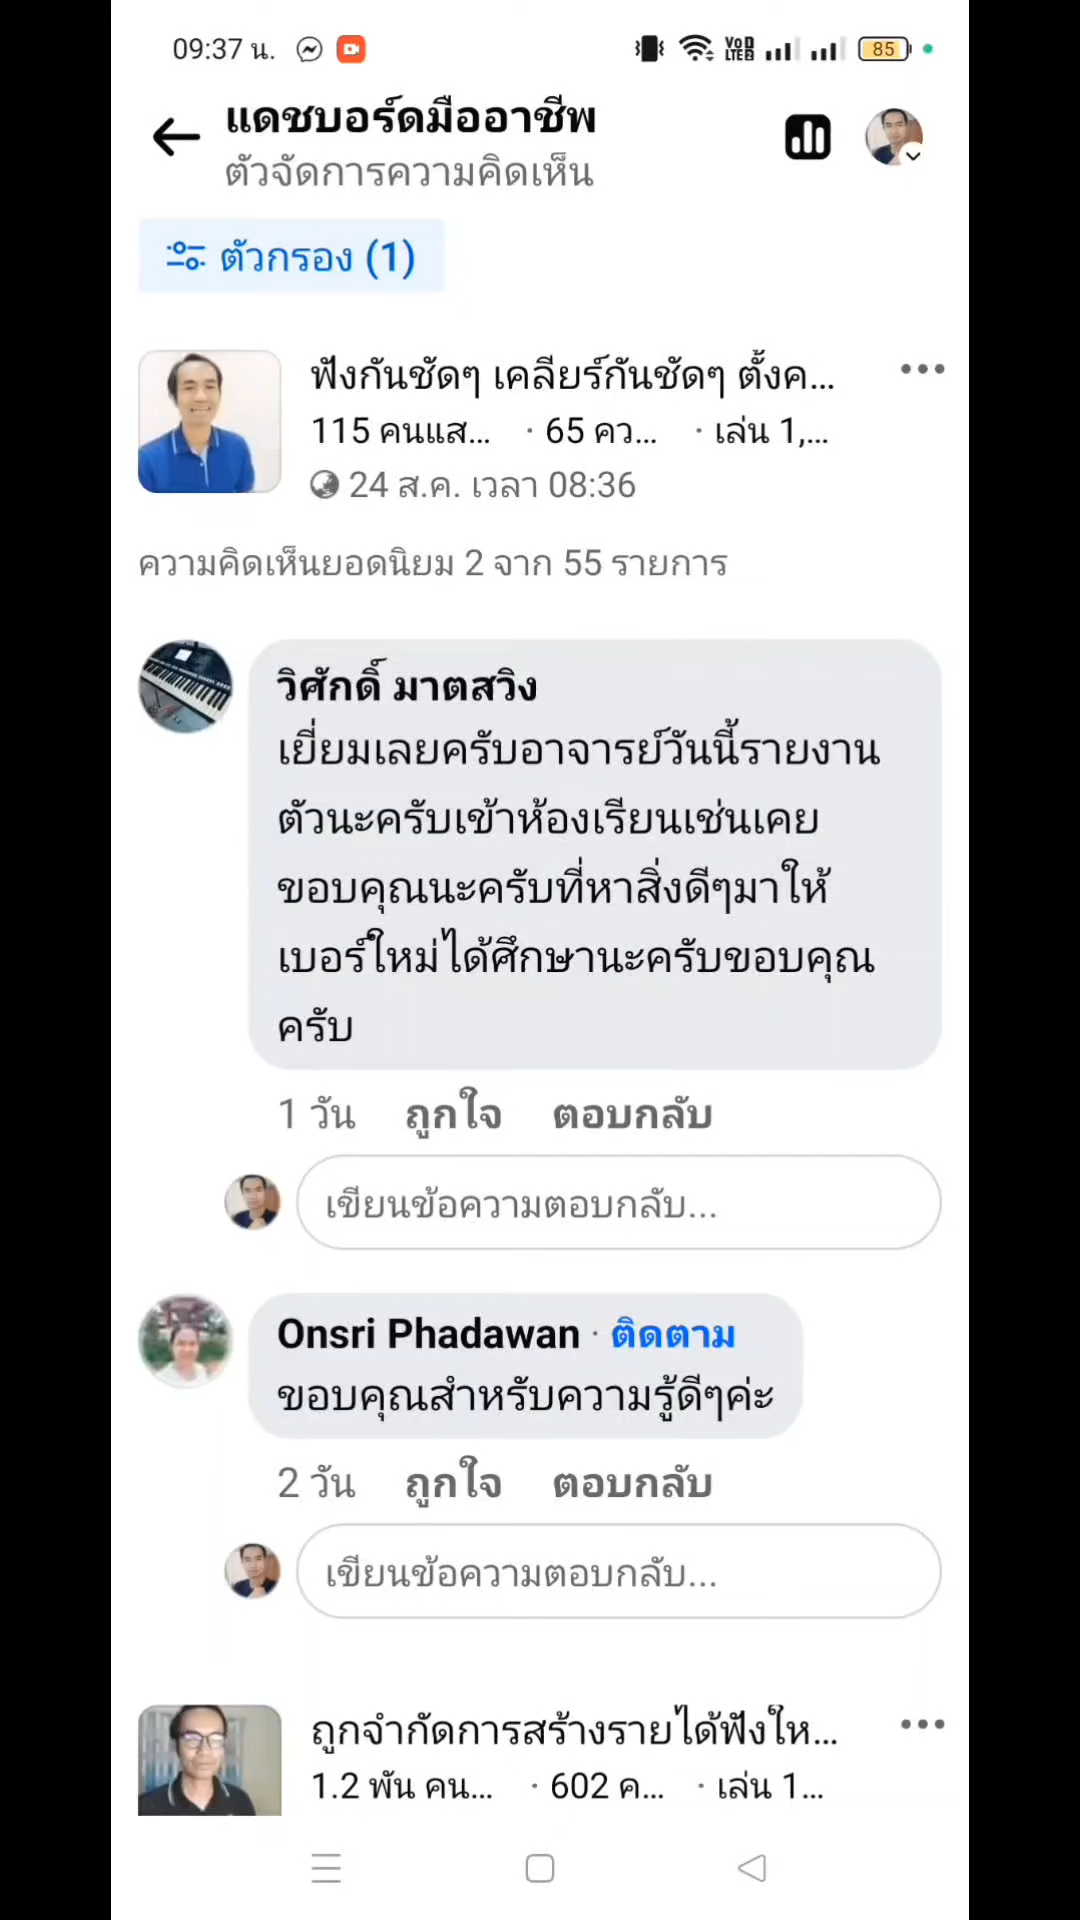 09:37 น.
VoD LTE2
85
แดชบอร์ดมืออาชีพ
ตัวจัดการความคิดเห็น
ตัวกรอง (1)
ฟังกันชัดๆ เคลียร์กันชัดๆ ตั้งค...
115 คนแส... · 65 คว... · เล่น 1,...
24 ส.ค. เวลา 08:36
ความคิดเห็นยอดนิยม 2 จาก 55 รายการ
วิศักดิ์ มาตสวิง
เยี่ยมเลยครับอาจารย์วันนี้รายงาน
ตัวนะครับเข้าห้องเรียนเช่นเคย
ขอบคุณนะครับที่หาสิ่งดีๆมาให้
เบอร์ใหม่ได้ศึกษานะครับขอบคุณ
ครับ
1 วัน ถูกใจ ตอบกลับ
เขียนข้อความตอบกลับ...
Onsri Phadawan · ติดตาม
ขอบคุณสำหรับความรู้ดีๆค่ะ
2 วัน ถูกใจ ตอบกลับ
เขียนข้อความตอบกลับ...
ถูกจำกัดการสร้างรายได้ฟังให...
1.2 พัน คน... · 602 ค... · เล่น 1...